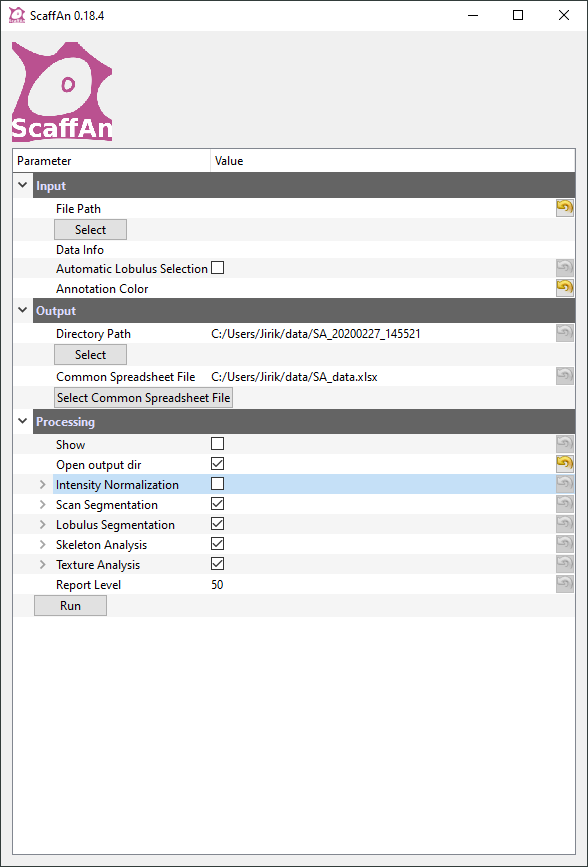 ScaffAn 0.18.4
ScaffAn
Parameter Value
Input
File Path
Select
Data Info
Automatic Lobulus Selection
Annotation Color
Output
Directory Path C:/Users/Jirik/data/SA_20200227_145521
Select
Common Spreadsheet File C:/Users/Jirik/data/SA_data.xlsx
Select Common Spreadsheet File
Processing
Show
Open output dir
Intensity Normalization
Scan Segmentation
Lobulus Segmentation
Skeleton Analysis
Texture Analysis
Report Level 50
Run